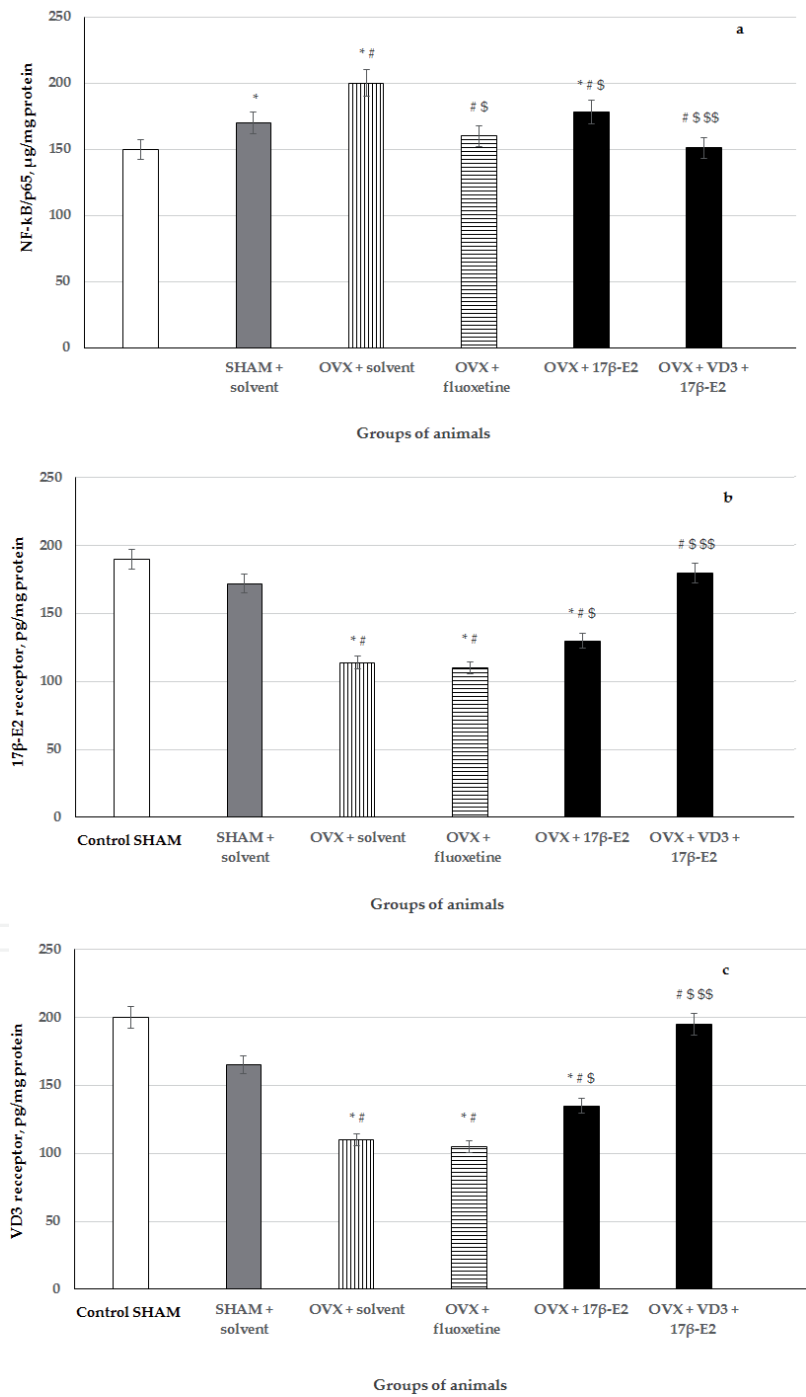 a
NF-kB/p65, μg/mg protein
250
200
150
100
50
0
*
* #
# $
* # $
# $ $$
SHAM +
solvent
OVX + solvent
OVX +
fluoxetine
OVX + 17β-E2
OVX + VD3 +
17β-E2
Groups of animals
b
17β-E2 recceptor, pg/mg protein
250
200
150
100
50
0
* #
* #
* # $
# $ $$
Control SHAM
SHAM +
solvent
OVX + solvent
OVX +
fluoxetine
OVX + 17β-E2
OVX + VD3 +
17β-E2
Groups of animals
c
VD3 recceptor, pg/mg protein
250
200
150
100
50
0
* #
* #
* # $
# $ $$
Control SHAM
SHAM +
solvent
OVX + solvent
OVX +
fluoxetine
OVX + 17β-E2
OVX + VD3 +
17β-E2
Groups of animals